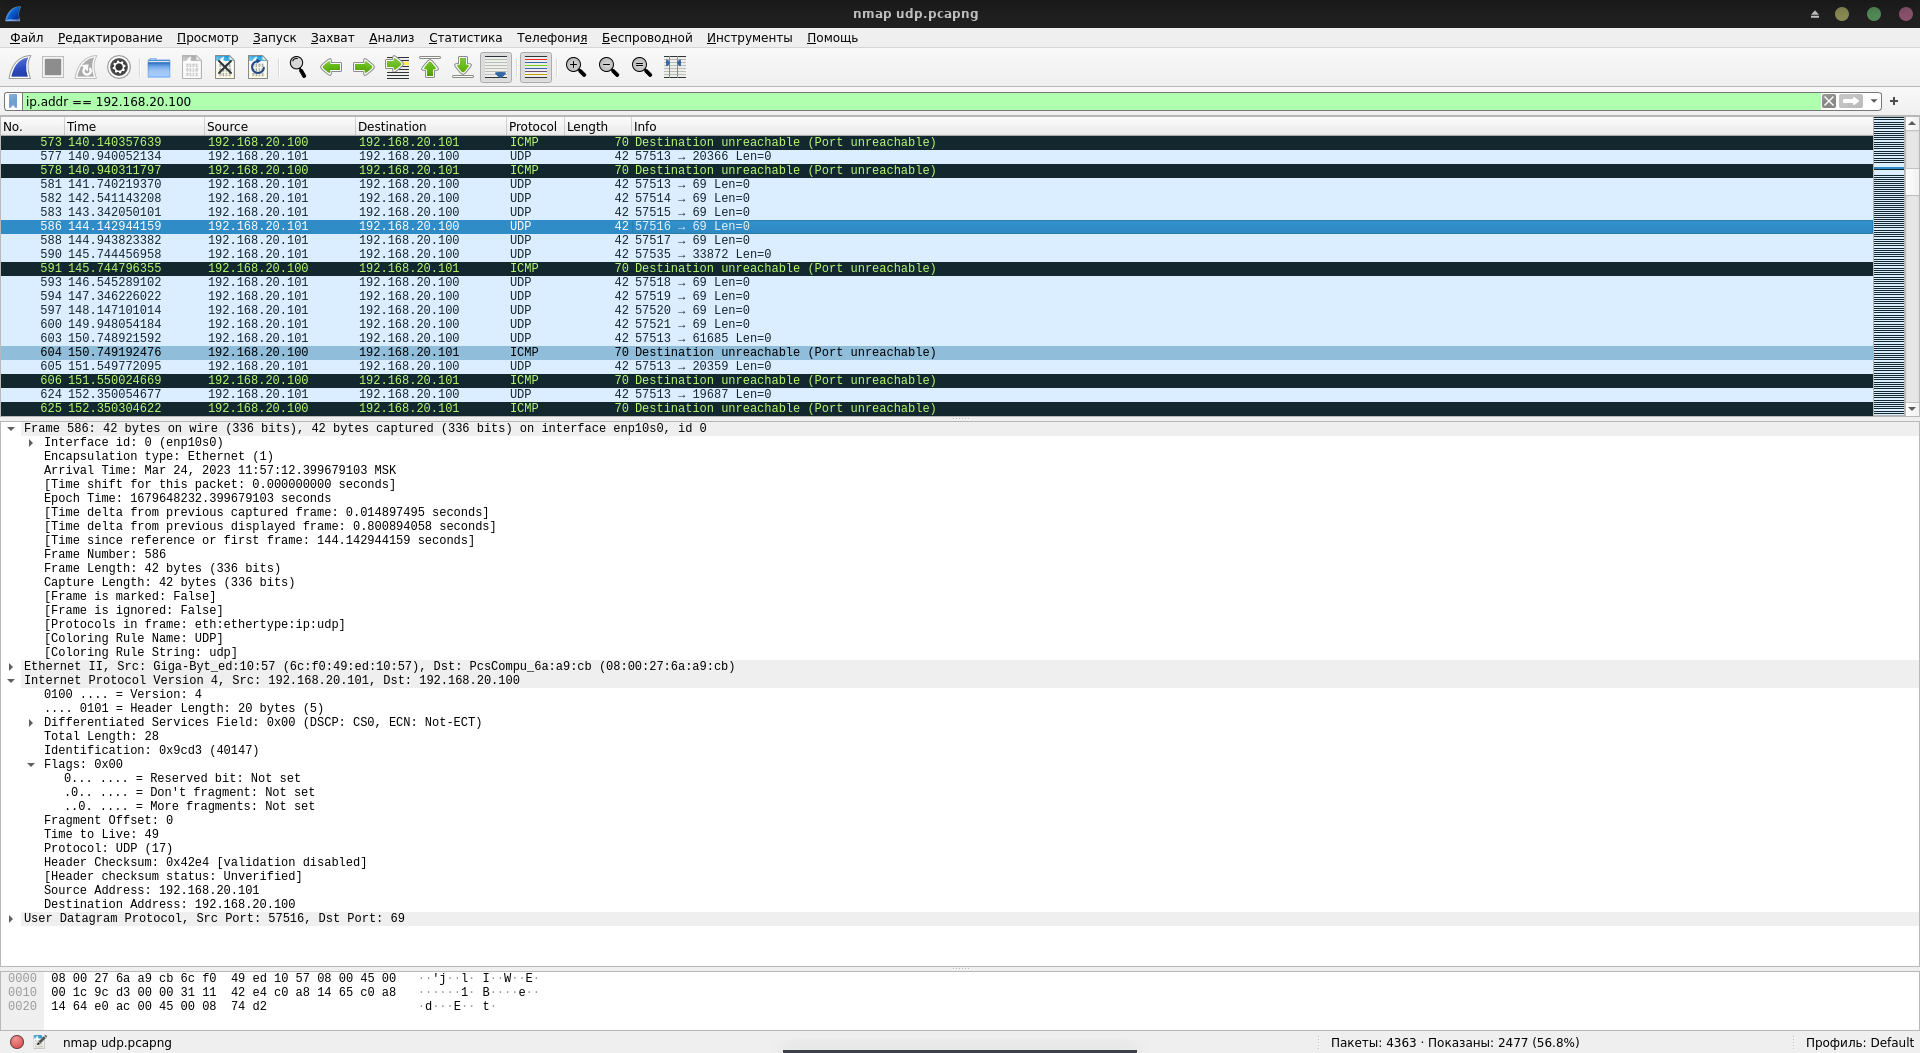 nmap udp.pcapng
Файл Редактирование Просмотр Запуск Захват Анализ Статистика Телефония Беспроводной Инструменты Помощь
ip.addr == 192.168.20.100
No. Time Source Destination Protocol Length Info
573 140.140357639 192.168.20.100 192.168.20.101 ICMP 70 Destination unreachable (Port unreachable)
577 140.940052134 192.168.20.101 192.168.20.100 UDP 42 57513 → 20366 Len=0
578 140.940311797 192.168.20.100 192.168.20.101 ICMP 70 Destination unreachable (Port unreachable)
581 141.740219370 192.168.20.101 192.168.20.100 UDP 42 57513 → 69 Len=0
582 142.541143208 192.168.20.101 192.168.20.100 UDP 42 57514 → 69 Len=0
583 143.342050101 192.168.20.101 192.168.20.100 UDP 42 57515 → 69 Len=0
586 144.142944159 192.168.20.101 192.168.20.100 UDP 42 57516 → 69 Len=0
588 144.943823382 192.168.20.101 192.168.20.100 UDP 42 57517 → 69 Len=0
590 145.744456958 192.168.20.101 192.168.20.100 UDP 42 57535 → 33872 Len=0
591 145.744796355 192.168.20.100 192.168.20.101 ICMP 70 Destination unreachable (Port unreachable)
593 146.545289102 192.168.20.101 192.168.20.100 UDP 42 57518 → 69 Len=0
594 147.346226022 192.168.20.101 192.168.20.100 UDP 42 57519 → 69 Len=0
597 148.147101014 192.168.20.101 192.168.20.100 UDP 42 57520 → 69 Len=0
600 149.948054184 192.168.20.101 192.168.20.100 UDP 42 57521 → 69 Len=0
603 150.748921592 192.168.20.101 192.168.20.100 UDP 42 57513 → 61685 Len=0
604 150.749192476 192.168.20.100 192.168.20.101 ICMP 70 Destination unreachable (Port unreachable)
605 151.549772095 192.168.20.101 192.168.20.100 UDP 42 57513 → 20359 Len=0
606 151.550024669 192.168.20.100 192.168.20.101 ICMP 70 Destination unreachable (Port unreachable)
624 152.350054677 192.168.20.101 192.168.20.100 UDP 42 57513 → 19687 Len=0
625 152.350304622 192.168.20.100 192.168.20.101 ICMP 70 Destination unreachable (Port unreachable)
Frame 586: 42 bytes on wire (336 bits), 42 bytes captured (336 bits) on interface enp10s0, id 0
Interface id: 0 (enp10s0)
Encapsulation type: Ethernet (1)
Arrival Time: Mar 24, 2023 11:57:12.399679103 MSK
[Time shift for this packet: 0.000000000 seconds]
Epoch Time: 1679648232.399679103 seconds
[Time delta from previous captured frame: 0.014897495 seconds]
[Time delta from previous displayed frame: 0.800894058 seconds]
[Time since reference or first frame: 144.142944159 seconds]
Frame Number: 586
Frame Length: 42 bytes (336 bits)
Capture Length: 42 bytes (336 bits)
[Frame is marked: False]
[Frame is ignored: False]
[Protocols in frame: eth:ethertype:ip:udp]
[Coloring Rule Name: UDP]
[Coloring Rule String: udp]
Ethernet II, Src: Giga-Byt_ed:10:57 (6c:f0:49:ed:10:57), Dst: PcsCompu_6a:a9:cb (08:00:27:6a:a9:cb)
Internet Protocol Version 4, Src: 192.168.20.101, Dst: 192.168.20.100
0100 .... = Version: 4
.... 0101 = Header Length: 20 bytes (5)
Differentiated Services Field: 0x00 (DSCP: CS0, ECN: Not-ECT)
Total Length: 28
Identification: 0x9cd3 (40147)
Flags: 0x00
0... .... = Reserved bit: Not set
.0.. .... = Don't fragment: Not set
..0. .... = More fragments: Not set
Fragment Offset: 0
Time to Live: 49
Protocol: UDP (17)
Header Checksum: 0x42e4 [validation disabled]
[Header checksum status: Unverified]
Source Address: 192.168.20.101
Destination Address: 192.168.20.100
User Datagram Protocol, Src Port: 57516, Dst Port: 69
0000 08 00 27 6a a9 cb 6c f0 49 ed 10 57 08 00 45 00 ··'j··l· I··W··E·
0010 00 1c 9c d3 00 00 31 11 42 e4 c0 a8 14 65 c0 a8 ······1· B····e··
0020 14 64 e0 ac 00 45 00 08 74 d2 ·d···E·· t·
nmap udp.pcapng Пакеты: 4363 · Показаны: 2477 (56.8%) Профиль: Default